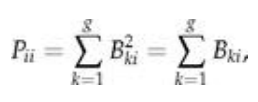 P_{ii} = \sum_{k=1}^{g} B_{ki}^{2} = \sum_{k=1}^{g} B_{ki},